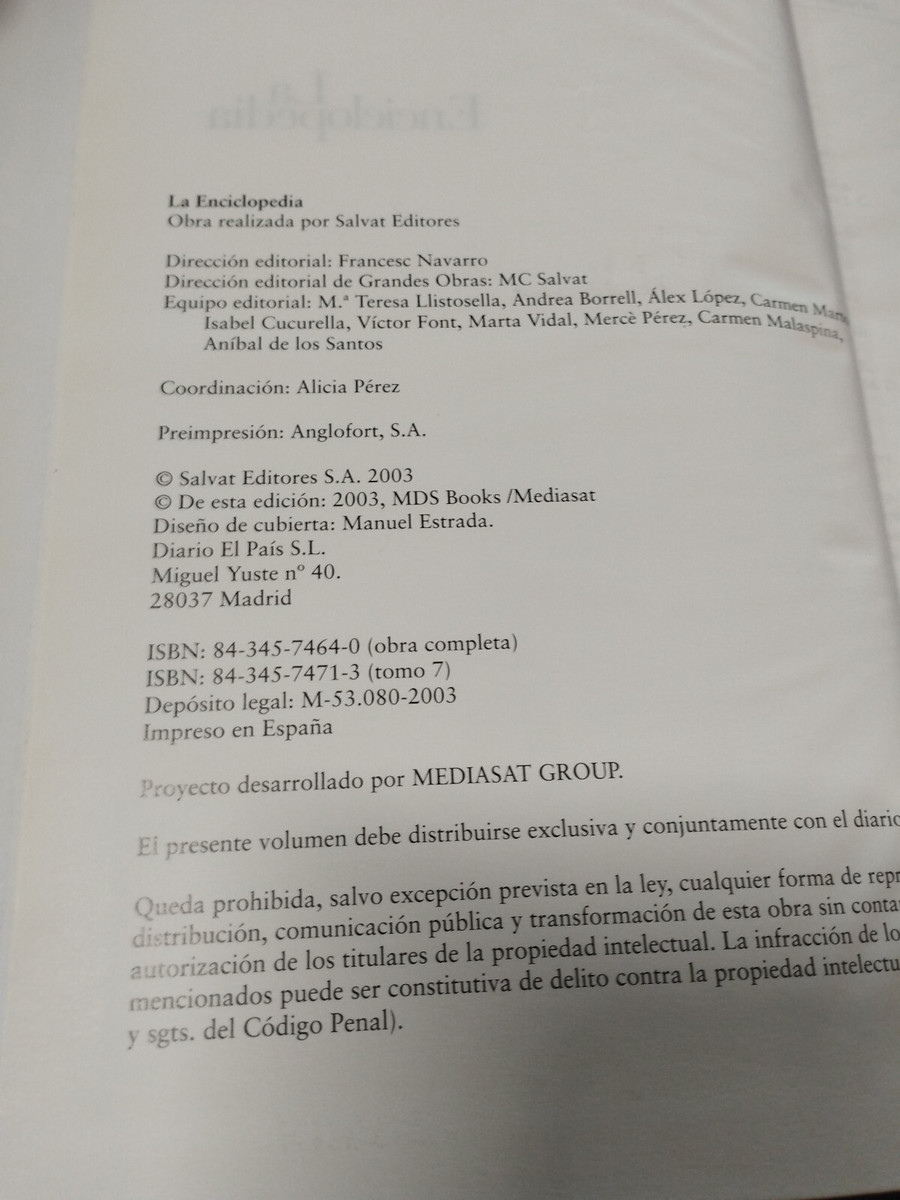 La Enciclopedia
La Enciclopedia
Obra realizada por Salvat Editores
Dirección editorial: Francesc Navarro
Dirección editorial de Grandes Obras: MC Salvat
Equipo editorial: M.ª Teresa Llistosella, Andrea Borrell, Álex López, Carmen
Isabel Cucurella, Víctor Font, Marta Vidal, Mercè Pérez, Carmen Malaspina,
Aníbal de los Santos
Coordinación: Alicia Pérez
Preimpresión: Anglofort, S.A.
© Salvat Editores S.A. 2003
© De esta edición: 2003, MDS Books /Mediasat
Diseño de cubierta: Manuel Estrada.
Diario El País S.L.
Miguel Yuste nº 40.
28037 Madrid
ISBN: 84-345-7464-0 (obra completa)
ISBN: 84-345-7471-3 (tomo 7)
Depósito legal: M-53.080-2003
Impreso en España
Proyecto desarrollado por MEDIASAT GROUP.
El presente volumen debe distribuirse exclusiva y conjuntamente con el diario
Queda prohibida, salvo excepción prevista en la ley, cualquier forma de repr
distribución, comunicación pública y transformación de esta obra sin conta
autorización de los titulares de la propiedad intelectual. La infracción de lo
mencionados puede ser constitutiva de delito contra la propiedad intelectu
y sgts. del Código Penal).